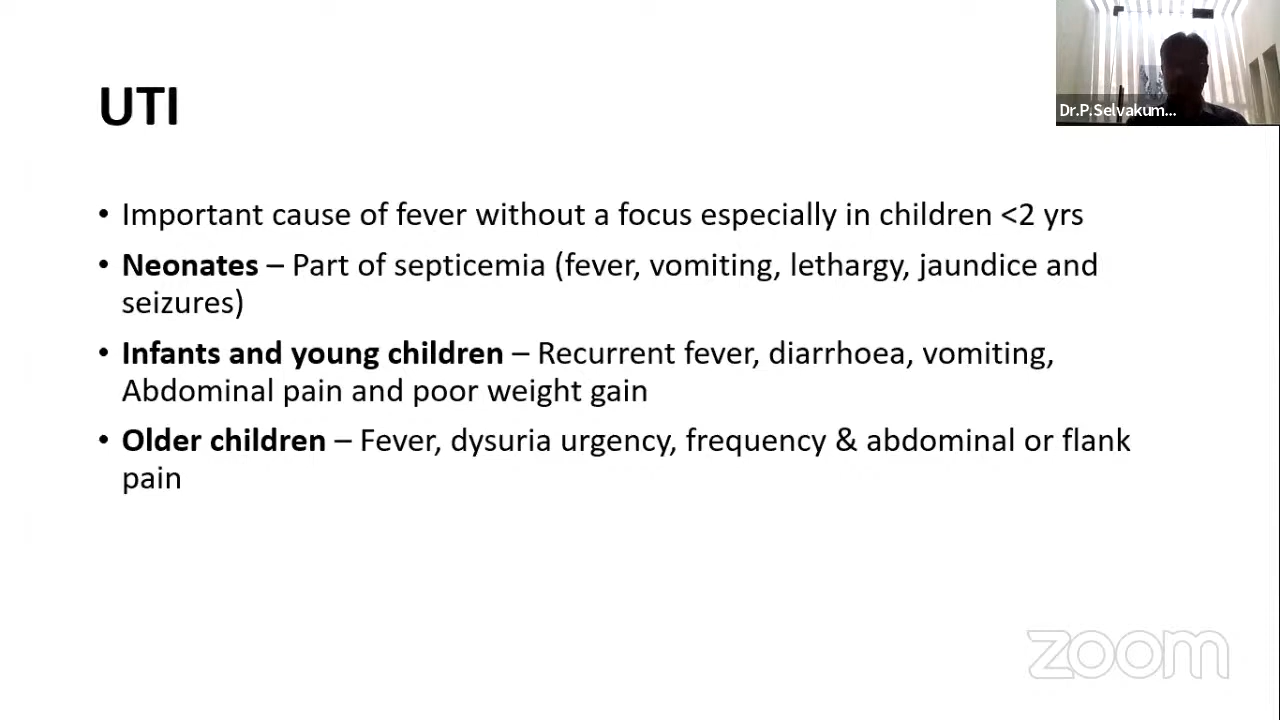 Dr.P.Selvakum...
UTI
• Important cause of fever without a focus especially in children <2 yrs
• Neonates – Part of septicemia (fever, vomiting, lethargy, jaundice and
seizures)
• Infants and young children – Recurrent fever, diarrhoea, vomiting,
Abdominal pain and poor weight gain
• Older children – Fever, dysuria urgency, frequency & abdominal or flank
pain
zoom